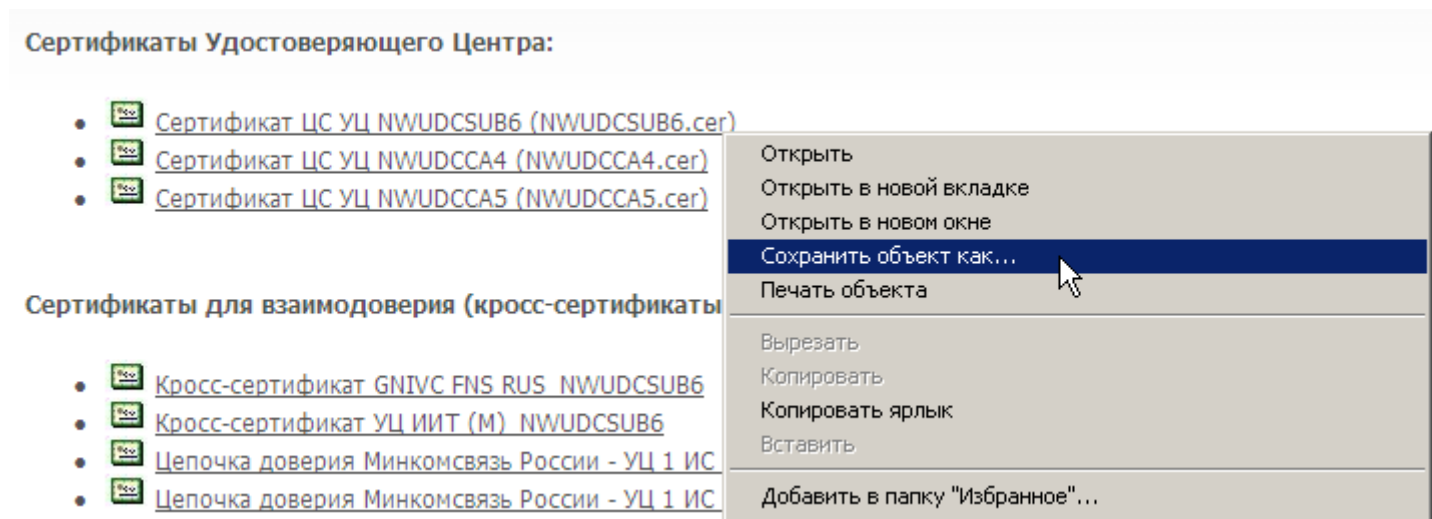 Сертификаты Удостоверяющего Центра:
Сертификат ЦС УЦ NWUDCSUB6 (NWUDCSUB6.cer)
Сертификат ЦС УЦ NWUDCCA4 (NWUDCCA4.cer)
Сертификат ЦС УЦ NWUDCCA5 (NWUDCCA5.cer)
Сертификаты для взаимодоверия (кросс-сертификаты
Кросс-сертификат GNIVC FNS RUS_NWUDCSUB6
Кросс-сертификат УЦ ИИТ (М)_NWUDCSUB6
Цепочка доверия Минкомсвязь России - УЦ 1 ИС
Цепочка доверия Минкомсвязь России - УЦ 1 ИС
Открыть
Открыть в новой вкладке
Открыть в новом окне
Сохранить объект как...
Печать объекта
Вырезать
Копировать
Копировать ярлык
Вставить
Добавить в папку "Избранное"...